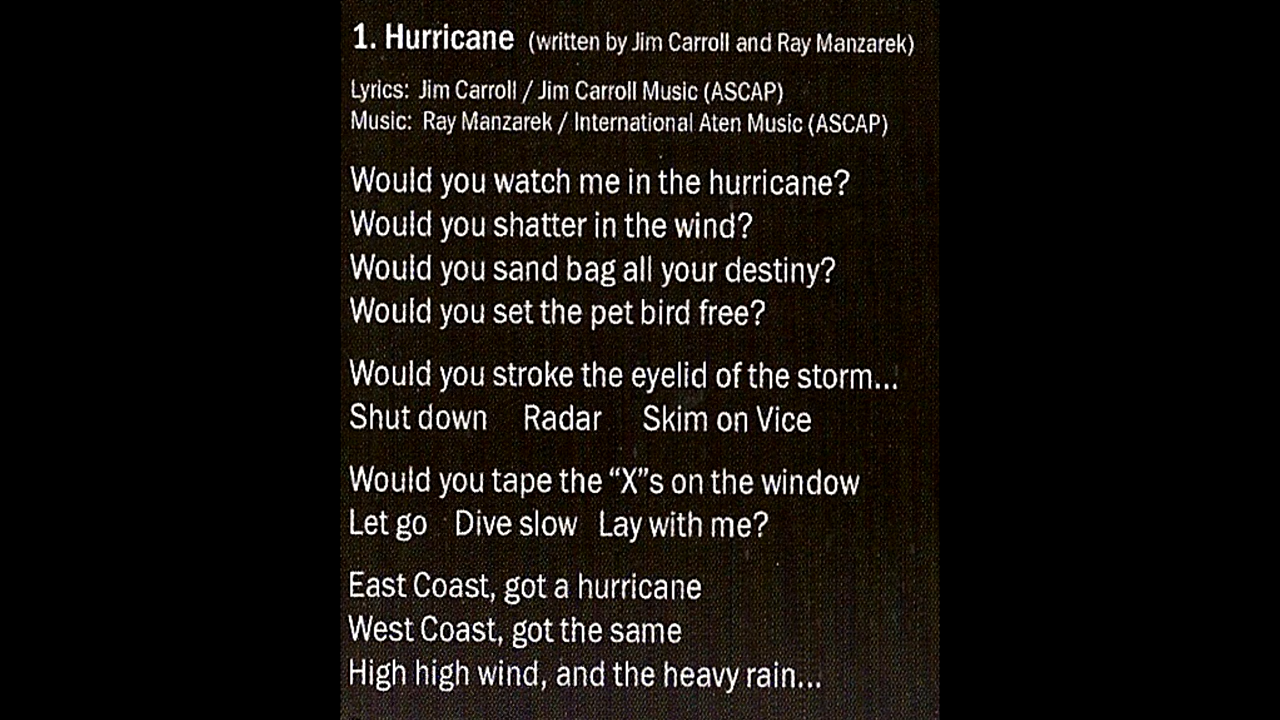 1. Hurricane (written by Jim Carroll and Ray Manzarek)
Lyrics: Jim Carroll / Jim Carroll Music (ASCAP)
Music: Ray Manzarek / International Aten Music (ASCAP)
Would you watch me in the hurricane?
Would you shatter in the wind?
Would you sand bag all your destiny?
Would you set the pet bird free?
Would you stroke the eyelid of the storm...
Shut down Radar Skim on Vice
Would you tape the “X”s on the window
Let go Dive slow Lay with me?
East Coast, got a hurricane
West Coast, got the same
High high wind, and the heavy rain...